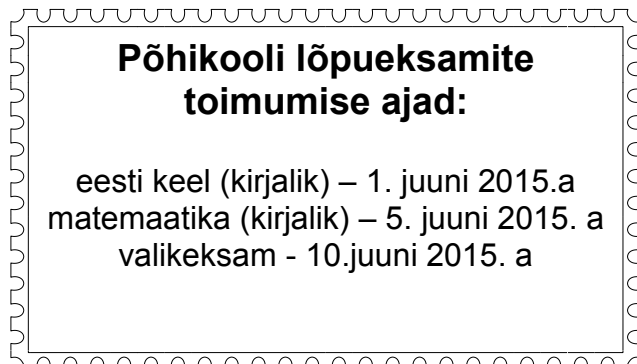 Põhikooli lõpueksamite
toimumise ajad:
eesti keel (kirjalik) – 1. juuni 2015.a
matemaatika (kirjalik) – 5. juuni 2015. a
valikeksam - 10.juuni 2015. a